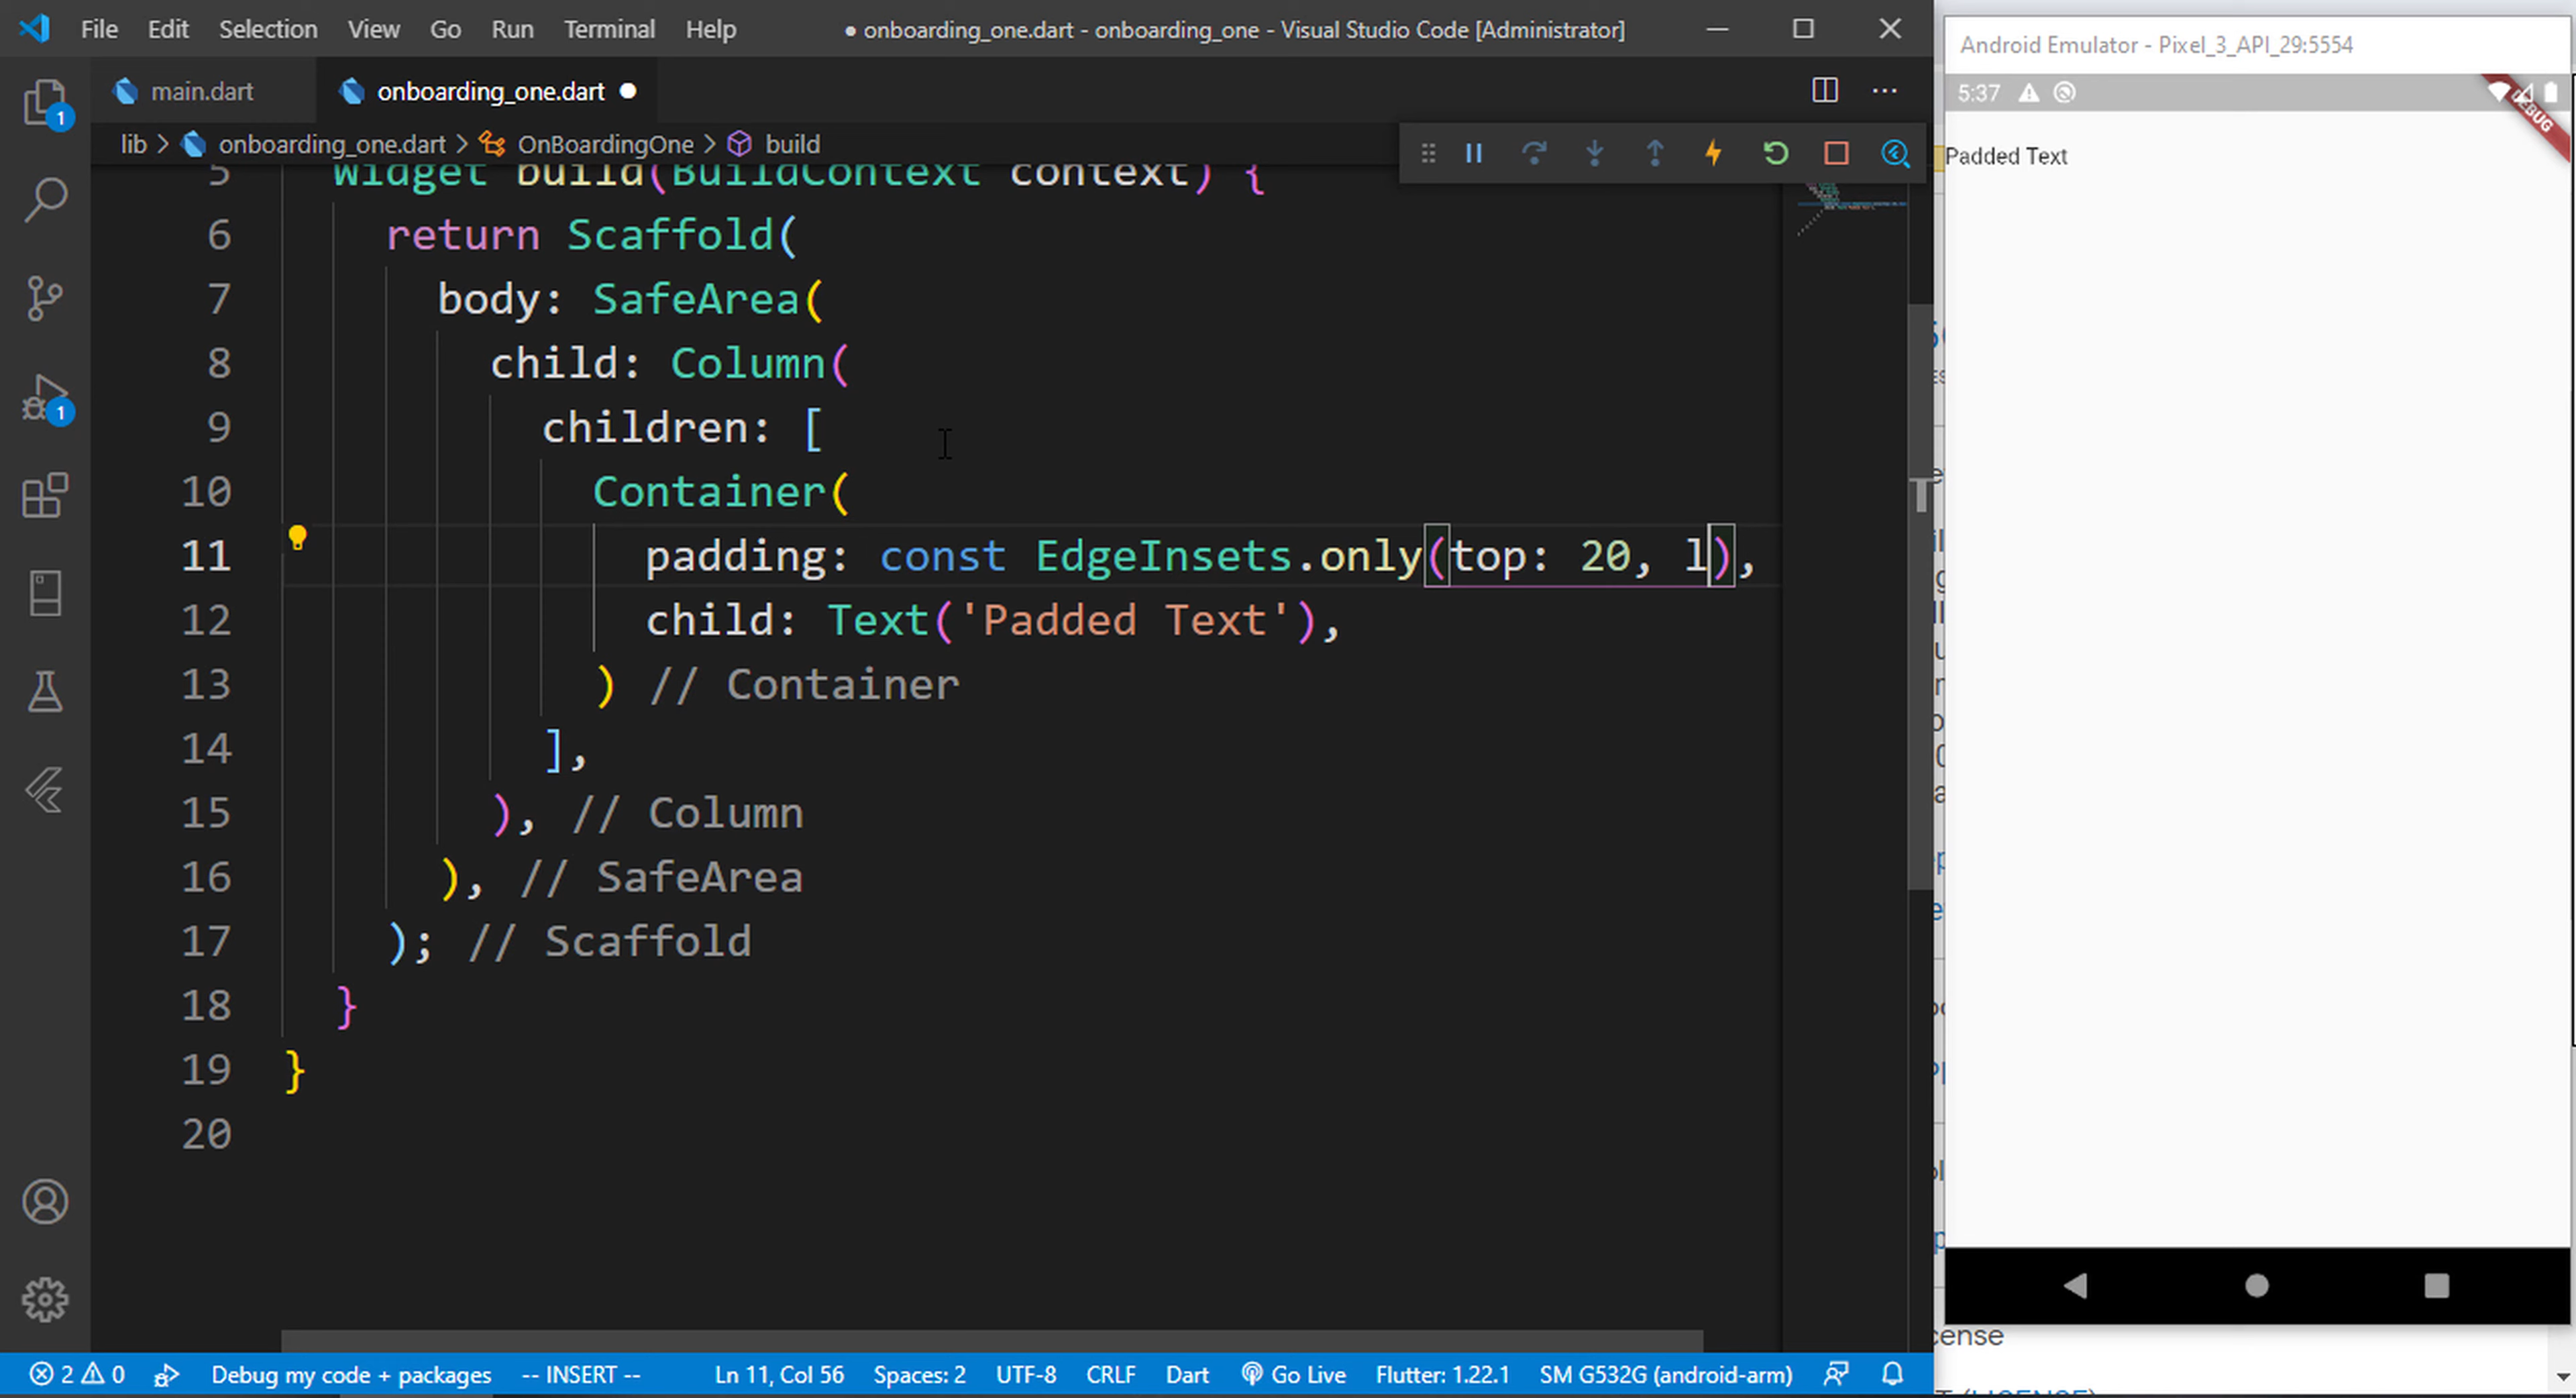 File Edit Selection View Go Run Terminal Help ● onboarding_one.dart - onboarding_one - Visual Studio Code [Administrator]
main.dart onboarding_one.dart
lib > onboarding_one.dart > OnBoardingOne > build
5 Widget build(BuildContext context) {
6 return Scaffold(
7 body: SafeArea(
8 child: Column(
9 children: [
10 Container(
11 padding: const EdgeInsets.only(top: 20, l),
12 child: Text('Padded Text'),
13 ) // Container
14 ],
15 ), // Column
16 ), // SafeArea
17 ); // Scaffold
18 }
19 }
20
1
1
2 0 Debug my code + packages -- INSERT -- Ln 11, Col 56 Spaces: 2 UTF-8 CRLF Dart Go Live Flutter: 1.22.1 SM G532G (android-arm)
Android Emulator - Pixel_3_API_29:5554
5:37
DEBUG
Padded Text